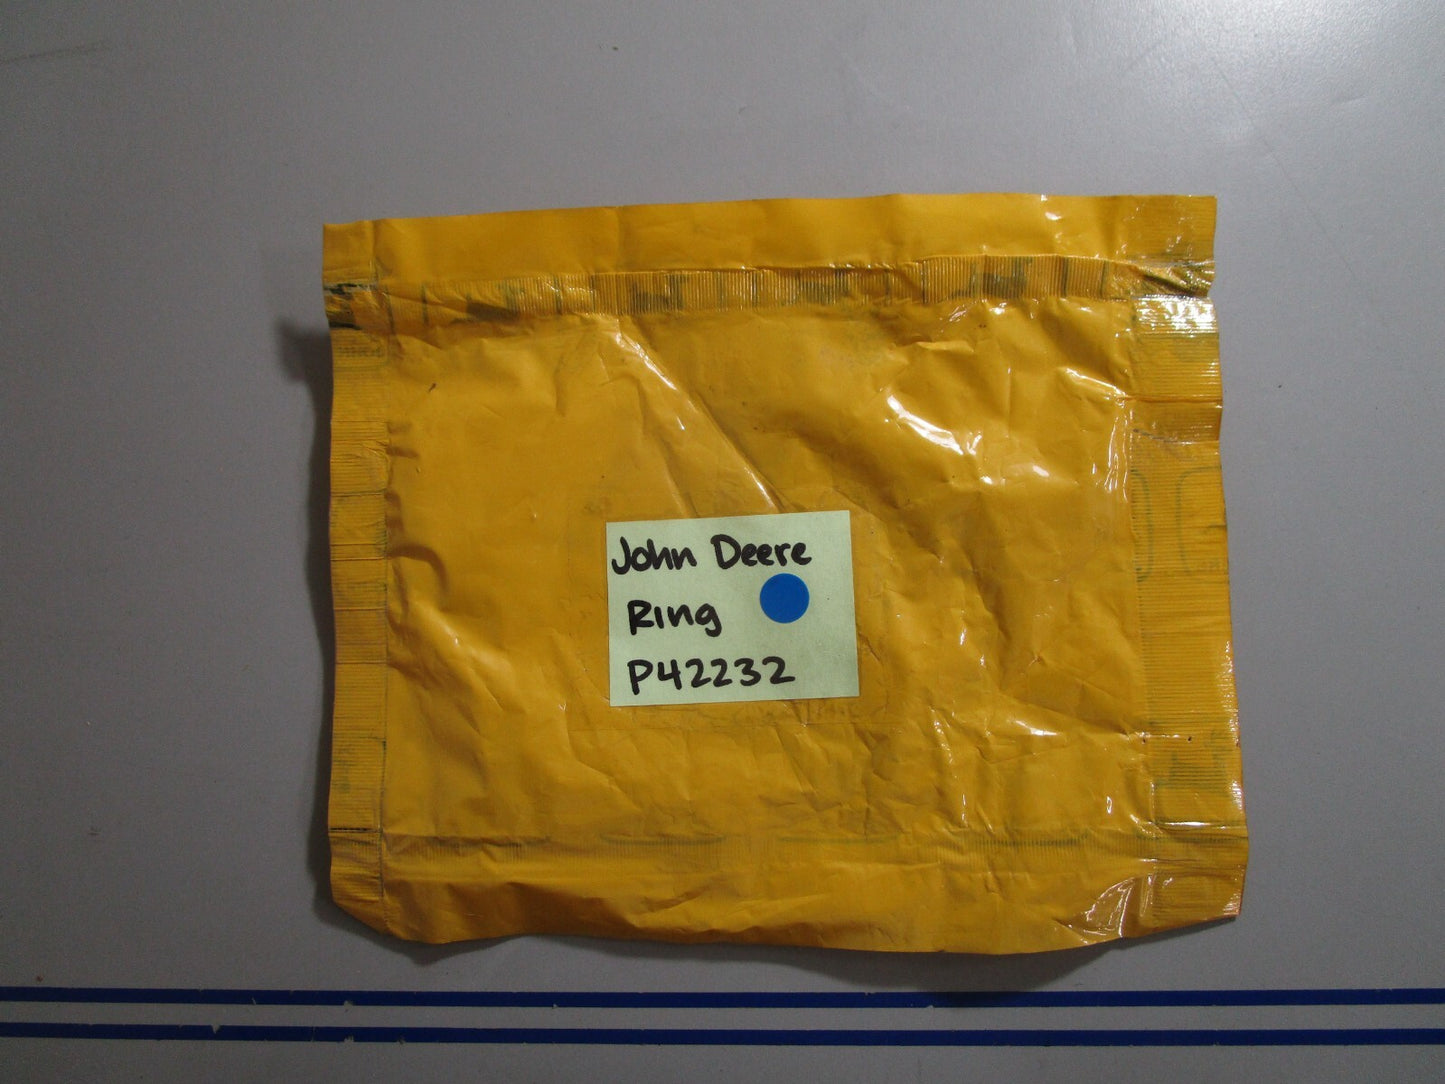 John Deere
Ring
P42232